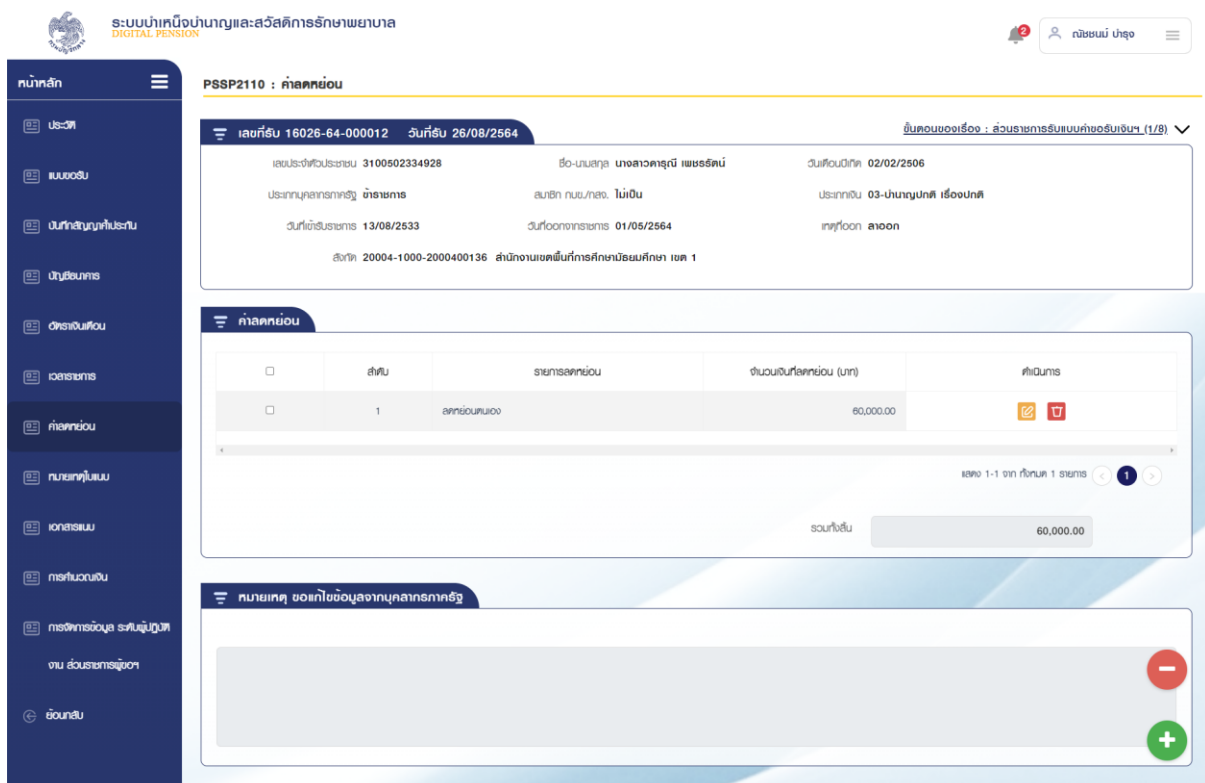 ระบบบำเหน็จบำนาญและสวัสดิการรักษาพยาบาล
DIGITAL PENSION
2
ณัชชนม์ บำรุง
หน้าหลัก
PSSP2110 : ค่าลดหย่อน
ประวัติ
แบบขอรับ
บันทึกสัญญาค้ำประกัน
บัญชีธนาคาร
อัตราเงินเดือน
เวลาราชการ
ค่าลดหย่อน
หมายเหตุในแบบ
เอกสารแนบ
การคำนวณเงิน
การจัดการข้อมูล ระดับผู้ปฏิบัติ
งาน ส่วนราชการผู้ขอฯ
ย้อนกลับ
เลขที่รับ 16026-64-000012 วันที่รับ 26/08/2564
ขั้นตอนของเรื่อง : ส่วนราชการรับแบบคำขอรับเงินฯ (1/8)
เลขประจำตัวประชาชน 3100502334928 ชื่อ-นามสกุล นางสาวดารุณี เพชรรัตน์ วันเดือนปีเกิด 02/02/2506
ประเภทบุคลากรภาครัฐ ข้าราชการ สมาชิก กบข./กสจ. ไม่เป็น ประเภทเงิน 03-บำนาญปกติ เรื่องปกติ
วันที่เข้ารับราชการ 13/08/2533 วันที่ออกจากราชการ 01/05/2564 เหตุที่ออก ลาออก
สังกัด 20004-1000-2000400136 สำนักงานเขตพื้นที่การศึกษามัธยมศึกษา เขต 1
ค่าลดหย่อน
ลำดับ รายการลดหย่อน จำนวนเงินที่ลดหย่อน (บาท) ดำเนินการ
1 ลดหย่อนตนเอง 60,000.00
แสดง 1-1 จาก ทั้งหมด 1 รายการ 1
รวมทั้งสิ้น 60,000.00
หมายเหตุ ขอแก้ไขข้อมูลจากบุคลากรภาครัฐ